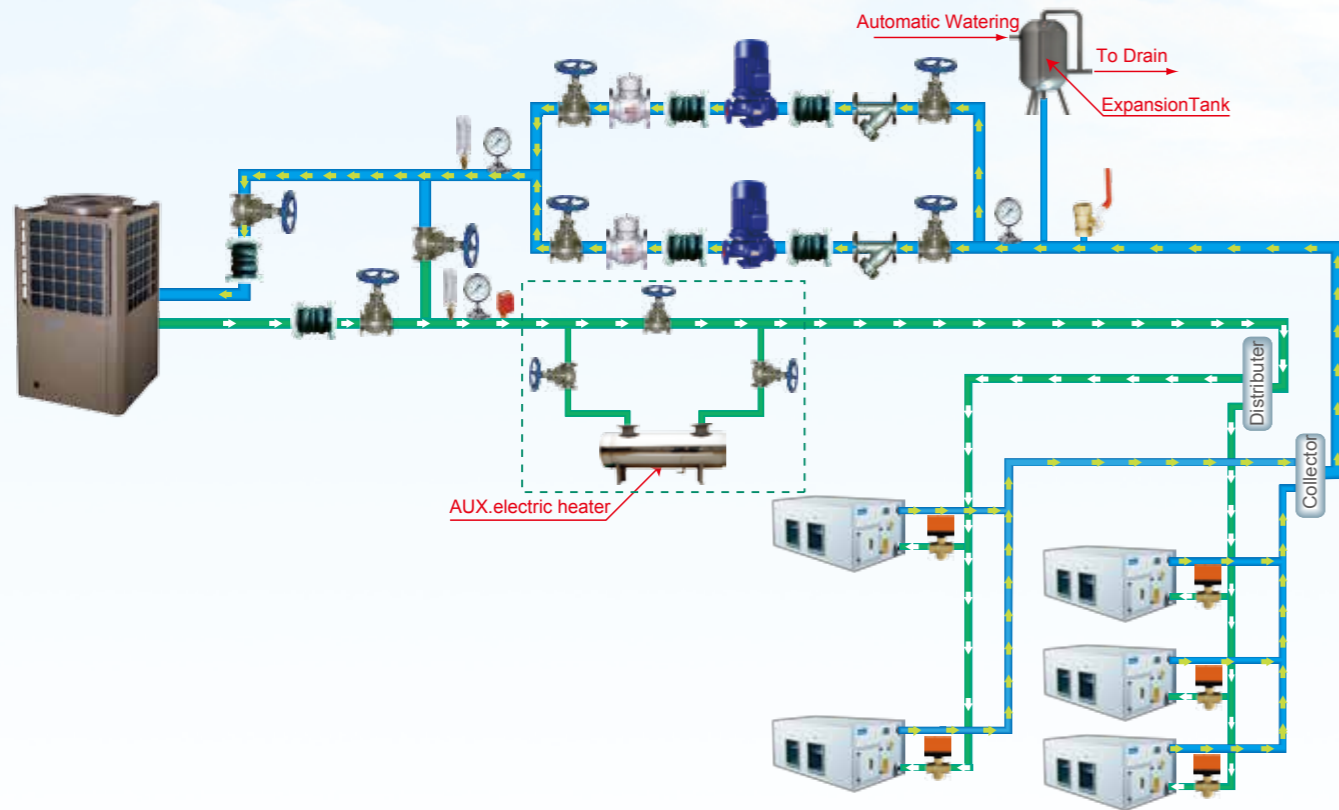 Automatic Watering
To Drain
ExpansionTank
Distributer
Collector
AUX.electric heater